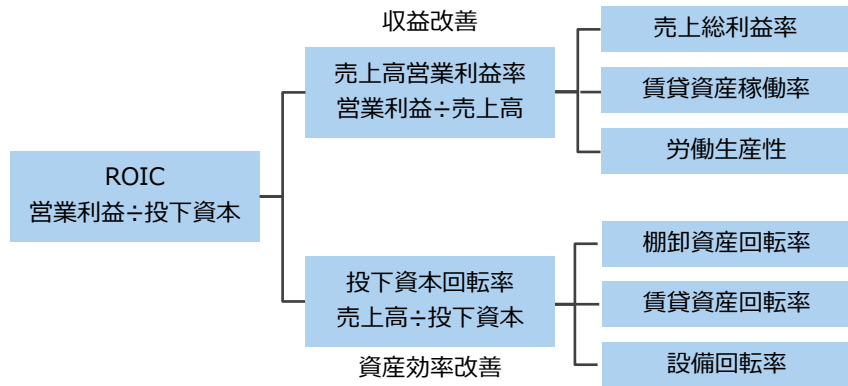 収益改善
売上高営業利益率
営業利益÷売上高
売上総利益率
賃貸資産稼働率
労働生産性
ROIC
営業利益÷投下資本
投下資本回転率
売上高÷投下資本
資産効率改善
棚卸資産回転率
賃貸資産回転率
設備回転率